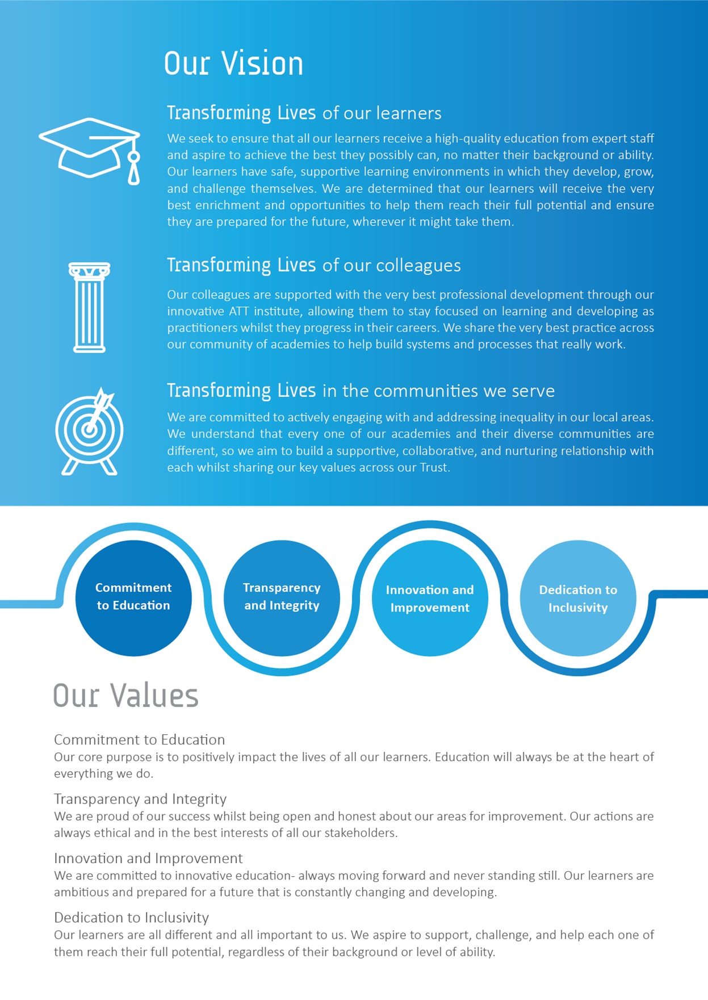 Our Vision
Transforming Lives of our learners
We seek to ensure that all our learners receive a high-quality education from expert staff
and aspire to achieve the best they possibly can, no matter their background or ability.
Our learners have safe, supportive learning environments in which they develop, grow,
and challenge themselves. We are determined that our learners will receive the very
best enrichment and opportunities to help them reach their full potential and ensure
they are prepared for the future, wherever it might take them.
Transforming Lives of our colleagues
Our colleagues are supported with the very best professional development through our
innovative ATT institute, allowing them to stay focused on learning and developing as
practitioners whilst they progress in their careers. We share the very best practice across
our community of academies to help build systems and processes that really work.
Transforming Lives in the communities we serve
We are committed to actively engaging with and addressing inequality in our local areas.
We understand that every one of our academies and their diverse communities are
different, so we aim to build a supportive, collaborative, and nurturing relationship with
each whilst sharing our key values across our Trust.
Commitment
to Education
Transparency
and Integrity
Innovation and
Improvement
Dedication to
Inclusivity
Our Values
Commitment to Education
Our core purpose is to positively impact the lives of all our learners. Education will always be at the heart of
everything we do.
Transparency and Integrity
We are proud of our success whilst being open and honest about our areas for improvement. Our actions are
always ethical and in the best interests of all our stakeholders.
Innovation and Improvement
We are committed to innovative education- always moving forward and never standing still. Our learners are
ambitious and prepared for a future that is constantly changing and developing.
Dedication to Inclusivity
Our learners are all different and all important to us. We aspire to support, challenge, and help each one of
them reach their full potential, regardless of their background or level of ability.